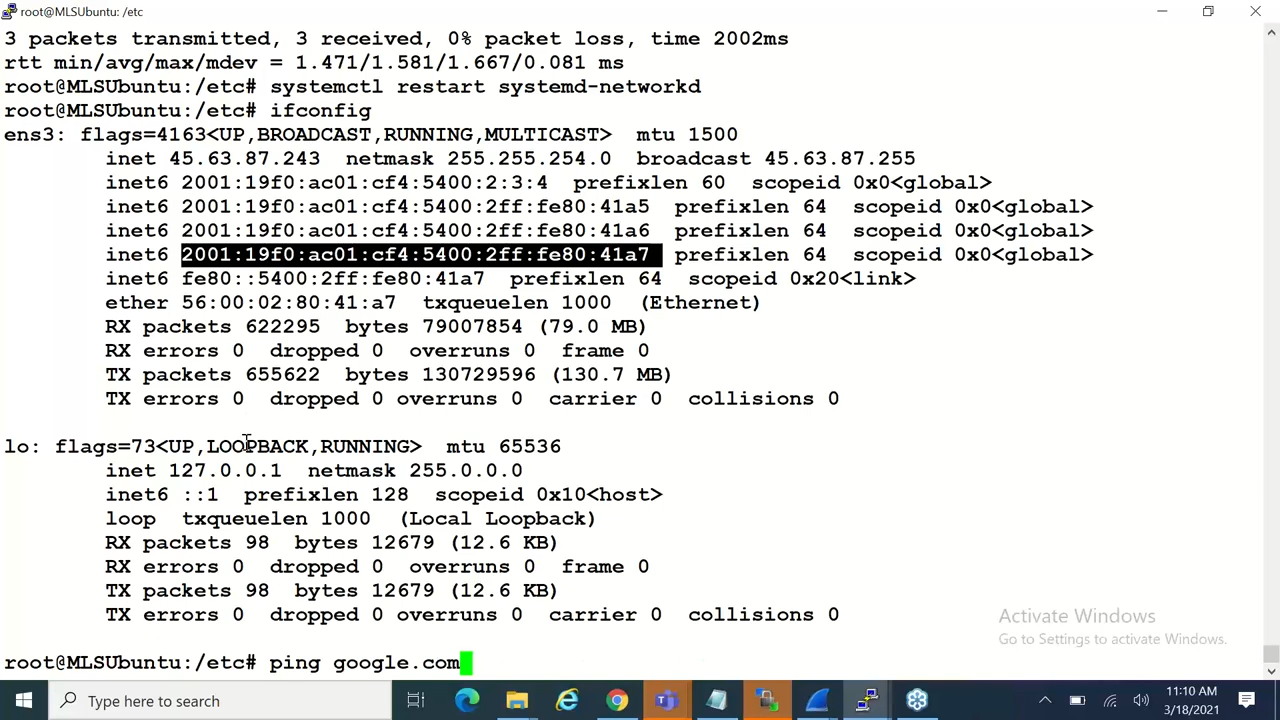 root@MLSUbuntu: /etc
3 packets transmitted, 3 received, 0% packet loss, time 2002ms
rtt min/avg/max/mdev = 1.471/1.581/1.667/0.081 ms
root@MLSUbuntu:/etc# systemctl restart systemd-networkd
root@MLSUbuntu:/etc# ifconfig
ens3: flags=4163<UP,BROADCAST,RUNNING,MULTICAST>  mtu 1500
inet 45.63.87.243  netmask 255.255.254.0  broadcast 45.63.87.255
inet6 2001:19f0:ac01:cf4:5400:2:3:4  prefixlen 60  scopeid 0x0<global>
inet6 2001:19f0:ac01:cf4:5400:2ff:fe80:41a5  prefixlen 64  scopeid 0x0<global>
inet6 2001:19f0:ac01:cf4:5400:2ff:fe80:41a6  prefixlen 64  scopeid 0x0<global>
inet6 2001:19f0:ac01:cf4:5400:2ff:fe80:41a7  prefixlen 64  scopeid 0x0<global>
inet6 fe80::5400:2ff:fe80:41a7  prefixlen 64  scopeid 0x20<link>
ether 56:00:02:80:41:a7  txqueuelen 1000  (Ethernet)
RX packets 622295  bytes 79007854 (79.0 MB)
RX errors 0  dropped 0  overruns 0  frame 0
TX packets 655622  bytes 130729596 (130.7 MB)
TX errors 0  dropped 0 overruns 0  carrier 0  collisions 0
lo: flags=73<UP,LOOPBACK,RUNNING>  mtu 65536
inet 127.0.0.1  netmask 255.0.0.0
inet6 ::1  prefixlen 128  scopeid 0x10<host>
loop  txqueuelen 1000  (Local Loopback)
RX packets 98  bytes 12679 (12.6 KB)
RX errors 0  dropped 0  overruns 0  frame 0
TX packets 98  bytes 12679 (12.6 KB)
TX errors 0  dropped 0 overruns 0  carrier 0  collisions 0
Activate Windows
Go to Settings to activate Windows.
root@MLSUbuntu:/etc# ping google.com
Type here to search
11:10 AM
3/18/2021